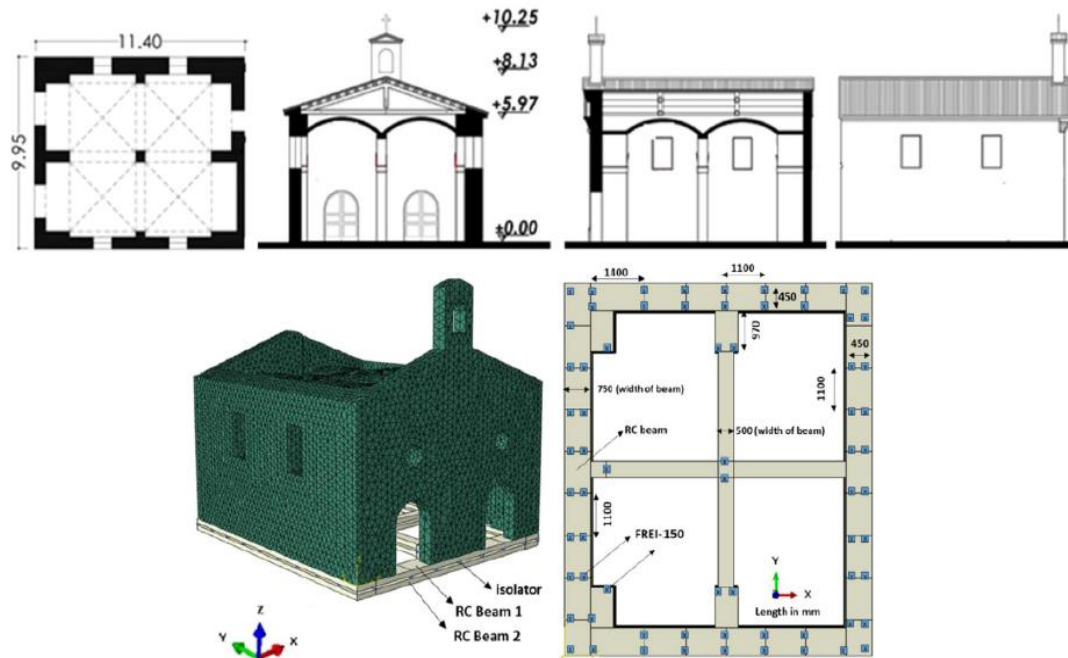 11.40
9.95
+10.25
+8.13
+5.97
+0.00
isolator
RC Beam 1
RC Beam 2
Y
Z
X
1100
450
970
450
1100
750 (width of beam)
500 (width of beam)
RC beam
1100
FREI-150
Y
X
Length in mm